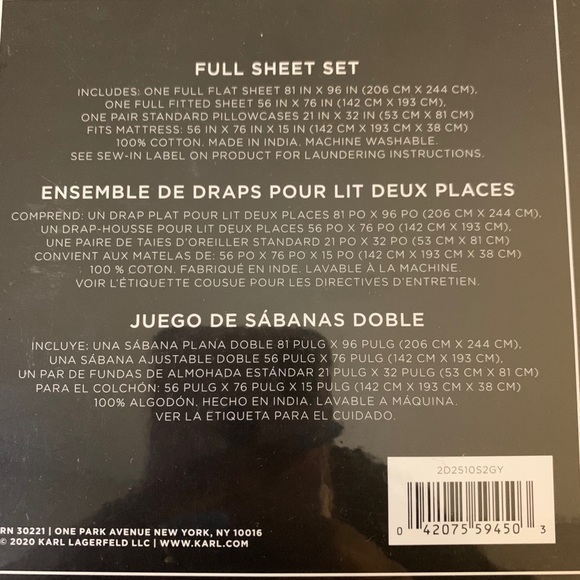 FULL SHEET SET
INCLUDES: ONE FULL FLAT SHEET 81 IN X 96 IN (206 CM X 244 CM),
ONE FULL FITTED SHEET 56 IN X 76 IN (142 CM X 193 CM),
ONE PAIR STANDARD PILLOWCASES 21 IN X 32 IN (53 CM X 81 CM)
FITS MATTRESS: 56 IN X 76 IN X 15 IN (142 CM X 193 CM X 38 CM)
100% COTTON. MADE IN INDIA. MACHINE WASHABLE.
SEE SEW-IN LABEL ON PRODUCT FOR LAUNDERING INSTRUCTIONS.
ENSEMBLE DE DRAPS POUR LIT DEUX PLACES
COMPREND: UN DRAP PLAT POUR LIT DEUX PLACES 81 PO X 96 PO (206 CM X 244 CM),
UN DRAP-HOUSSE POUR LIT DEUX PLACES 56 PO X 76 PO (142 CM X 193 CM),
UNE PAIRE DE TAIES D'OREILLER STANDARD 21 PO X 32 PO (53 CM X 81 CM)
CONVIENT AUX MATELAS DE: 56 PO X 76 PO X 15 PO (142 CM X 193 CM X 38 CM)
100 % COTON. FABRIQUÉ EN INDE. LAVABLE À LA MACHINE.
VOIR L'ÉTIQUETTE COUSUE POUR LES DIRECTIVES D'ENTRETIEN.
JUEGO DE SÁBANAS DOBLE
INCLUYE: UNA SÁBANA PLANA DOBLE 81 PULG X 96 PULG (206 CM X 244 CM),
UNA SÁBANA AJUSTABLE DOBLE 56 PULG X 76 PULG (142 CM X 193 CM),
UN PAR DE FUNDAS DE ALMOHADA ESTÁNDAR 21 PULG X 32 PULG (53 CM X 81 CM)
PARA EL COLCHÓN: 56 PULG X 76 PULG X 15 PULG (142 CM X 193 CM X 38 CM)
100% ALGODÓN, HECHO EN INDIA. LAVABLE A MÁQUINA.
VER LA ETIQUETA PARA EL CUIDADO.
2D2510S2GY
0 42075 59450 3
RN 30221 | ONE PARK AVENUE NEW YORK, NY 10016
© 2020 KARL LAGERFELD LLC | WWW.KARL.COM